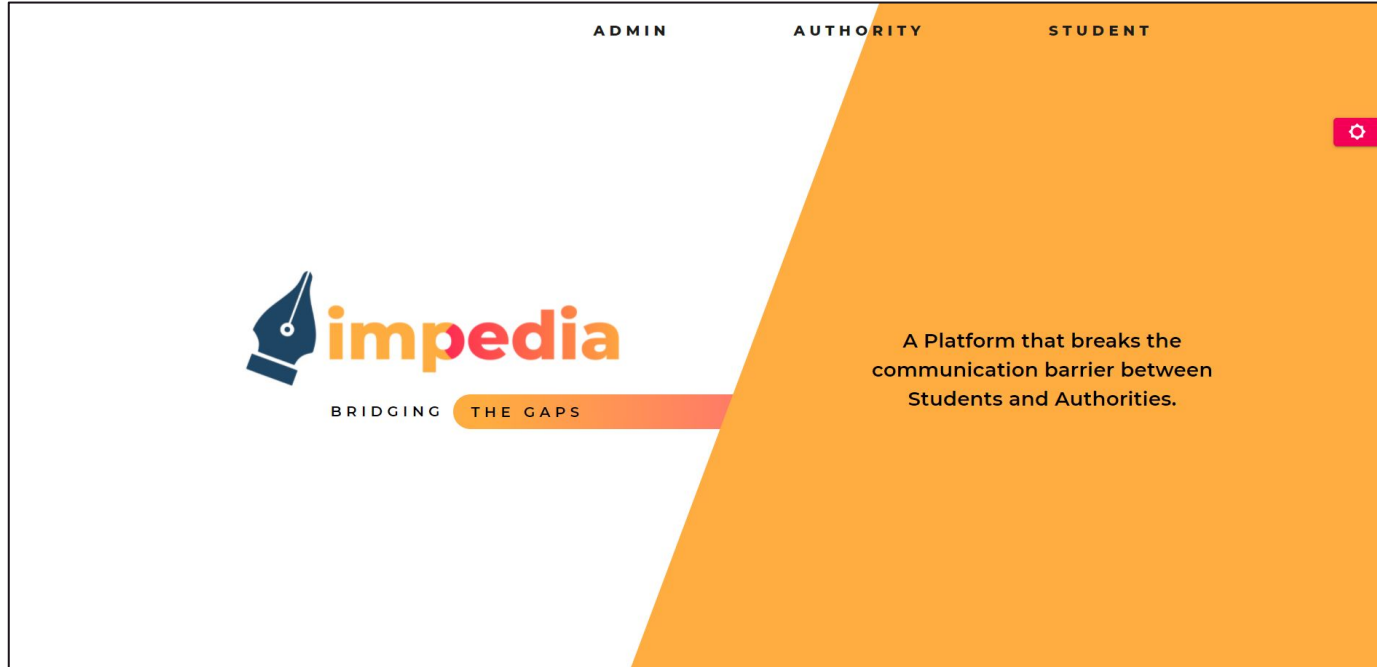 ADMIN AUTHORITY STUDENT
impedia
BRIDGING THE GAPS
A Platform that breaks the
communication barrier between
Students and Authorities.